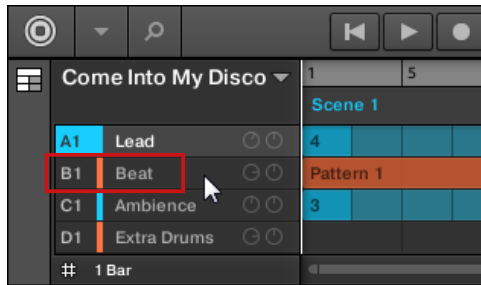 Come Into My Disco
1 5
Scene 1
A1 Lead 4
B1 Beat Pattern 1
C1 Ambience 3
D1 Extra Drums
# 1 Bar